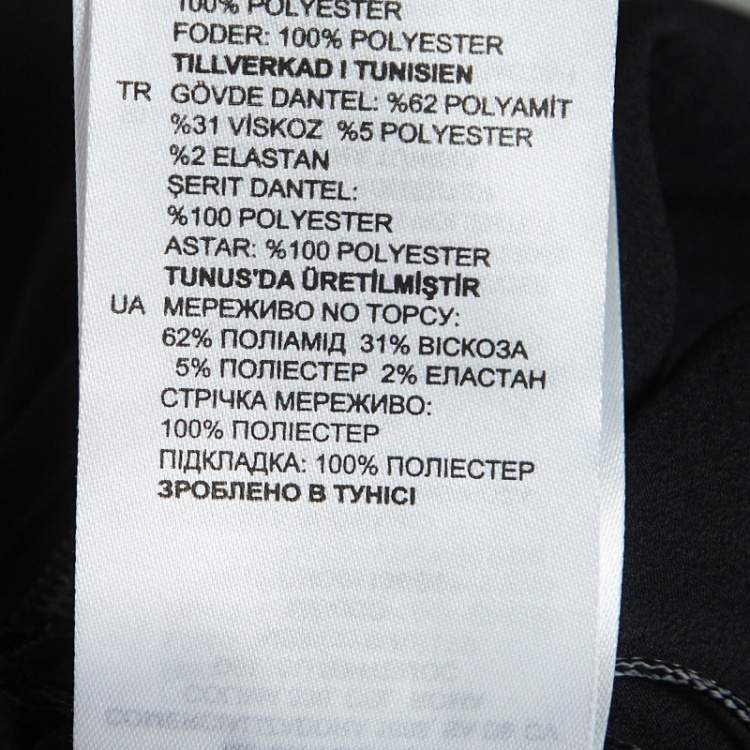 100% POLYESTER
FODER: 100% POLYESTER
TILLVERKAD I TUNISIEN
TR GÖVDE DANTEL: %62 POLYAMİT
%31 VİSKOZ %5 POLYESTER
%2 ELASTAN
ŞERIT DANTEL:
%100 POLYESTER
ASTAR: %100 POLYESTER
TUNUS'DA ÜRETİLMİŞTİR
UA МЕРЕЖИВО NO ТОРСУ:
62% ПОЛІАМІД 31% ВІСКОЗА
5% ПОЛІЕСТЕР 2% ЕЛАСТАН
СТРІЧКА МЕРЕЖИВО:
100% ПОЛІЕСТЕР
ПІДКЛАДКА: 100% ПОЛІЕСТЕР
ЗРОБЛЕНО В ТУНІСІ